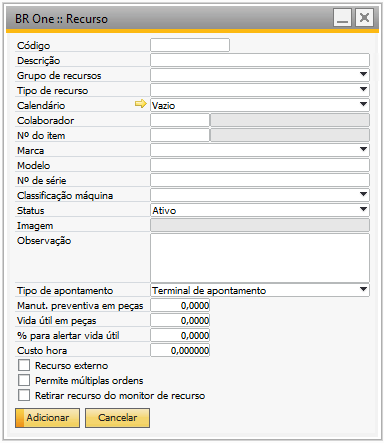 BR One :: Recurso
Código
Descrição
Grupo de recursos
Tipo de recurso
Calendário Vazio
Colaborador
Nº do item
Marca
Modelo
Nº de série
Classificação máquina
Status Ativo
Imagem
Observação
Tipo de apontamento Terminal de apontamento
Manut. preventiva em peças 0,0000
Vida útil em peças 0,0000
% para alertar vida útil 0,0000
Custo hora 0,000000
Recurso externo
Permite múltiplas ordens
Retirar recurso do monitor de recurso
Adicionar Cancelar